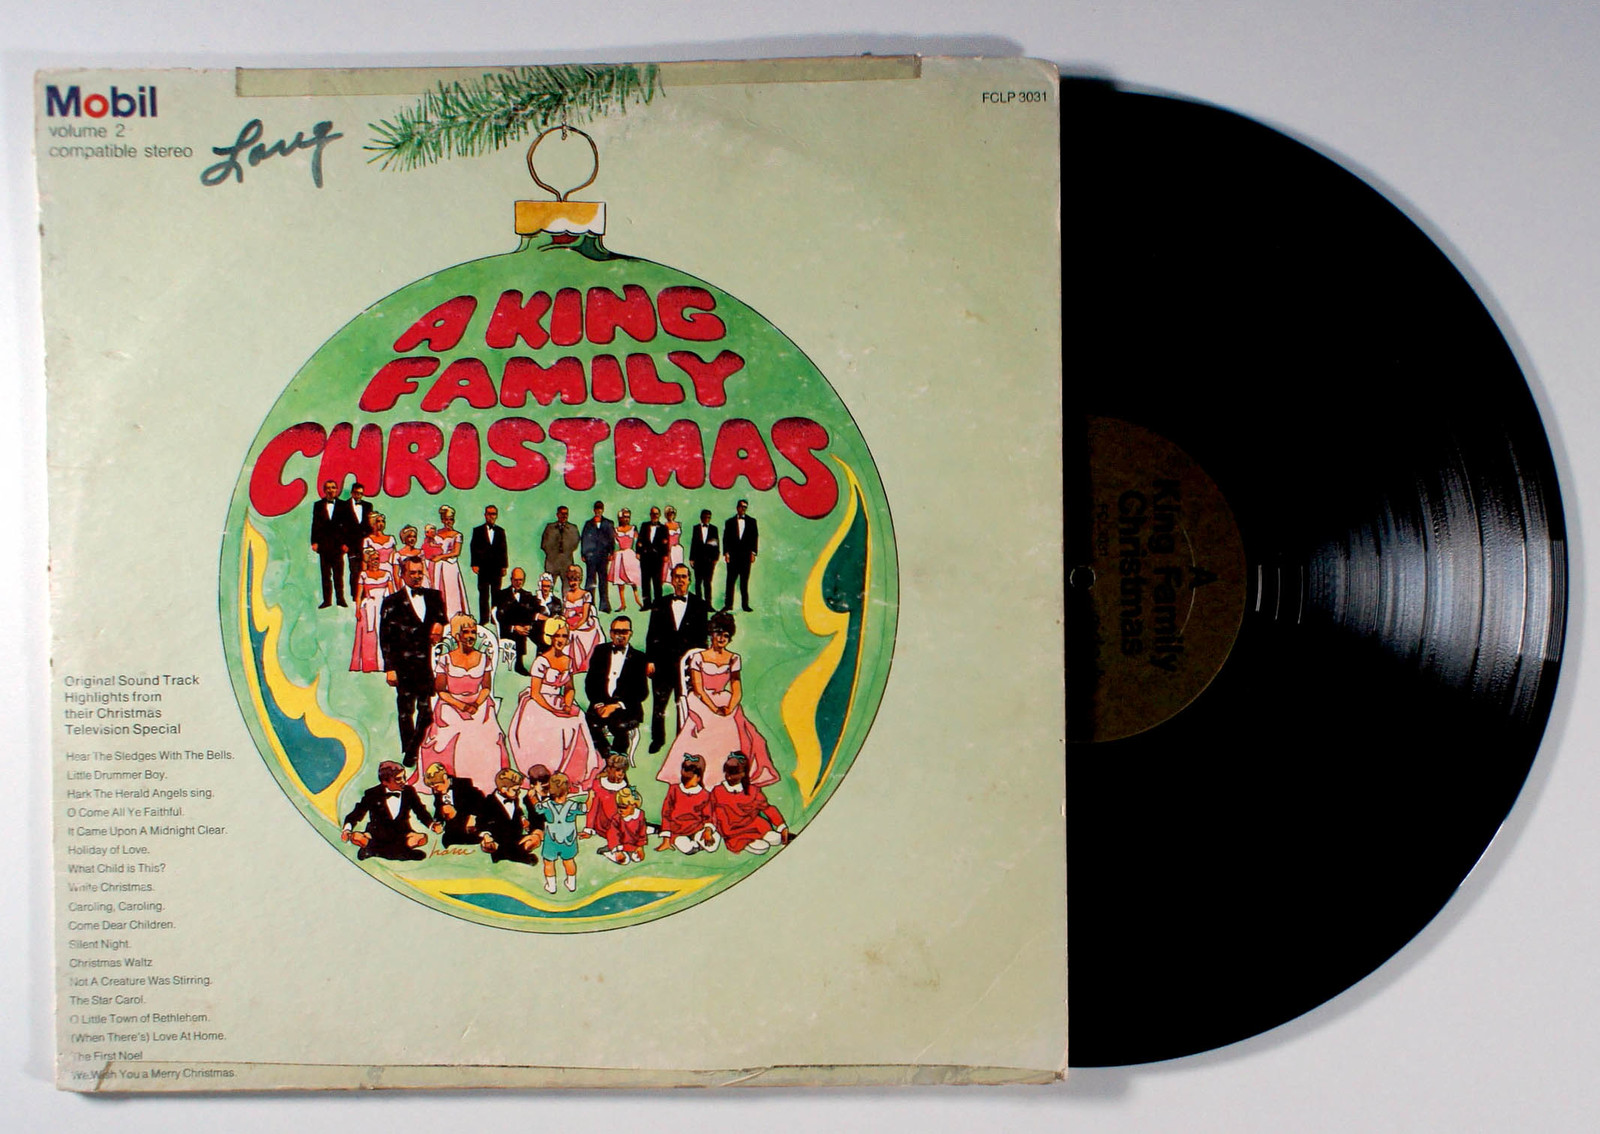 Mobil
volume 2
compatible stereo
Long
FCLP 3031
A KING
FAMILY
CHRISTMAS
Original Sound Track
Highlights from
their Christmas
Television Special
Hear The Sledges With The Bells.
Little Drummer Boy.
Hark The Herald Angels sing.
O Come All Ye Faithful.
It Came Upon A Midnight Clear.
Holiday of Love.
What Child is This?
White Christmas.
Caroling, Caroling.
Come Dear Children.
Silent Night.
Christmas Waltz
Not A Creature Was Stirring.
The Star Carol.
O Little Town of Bethlehem.
(When There's) Love At Home.
The First Noel
We Wish You a Merry Christmas.
A
King Family
Christmas